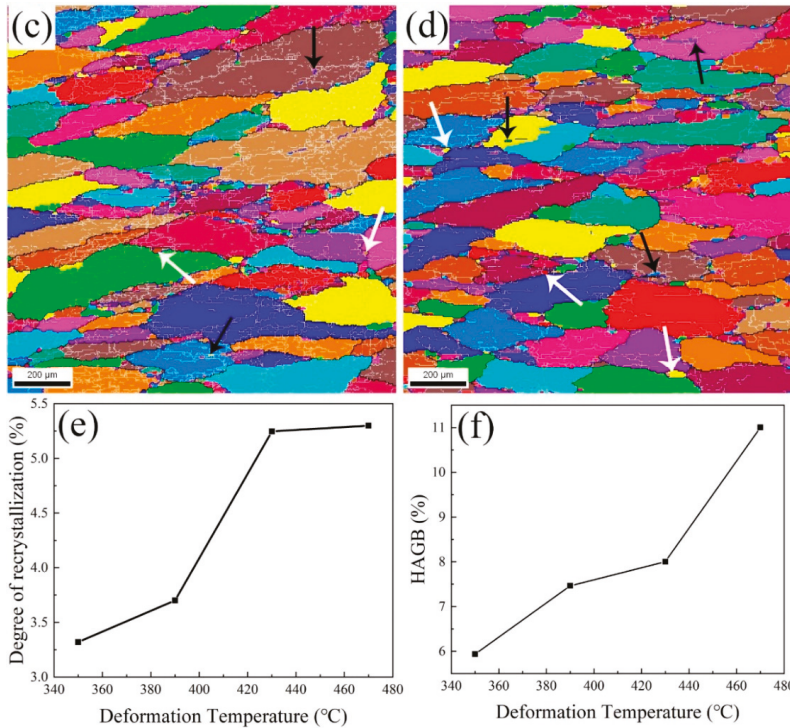 (c)
200 µm
(d)
200 µm
(e)
Degree of recrystallization (%)
5.5
5.0
4.5
4.0
3.5
3.0
340 360 380 400 420 440 460 480
Deformation Temperature (℃)
(f)
HAGB (%)
11
10
9
8
7
6
340 360 380 400 420 440 460 480
Deformation Temperature (℃)